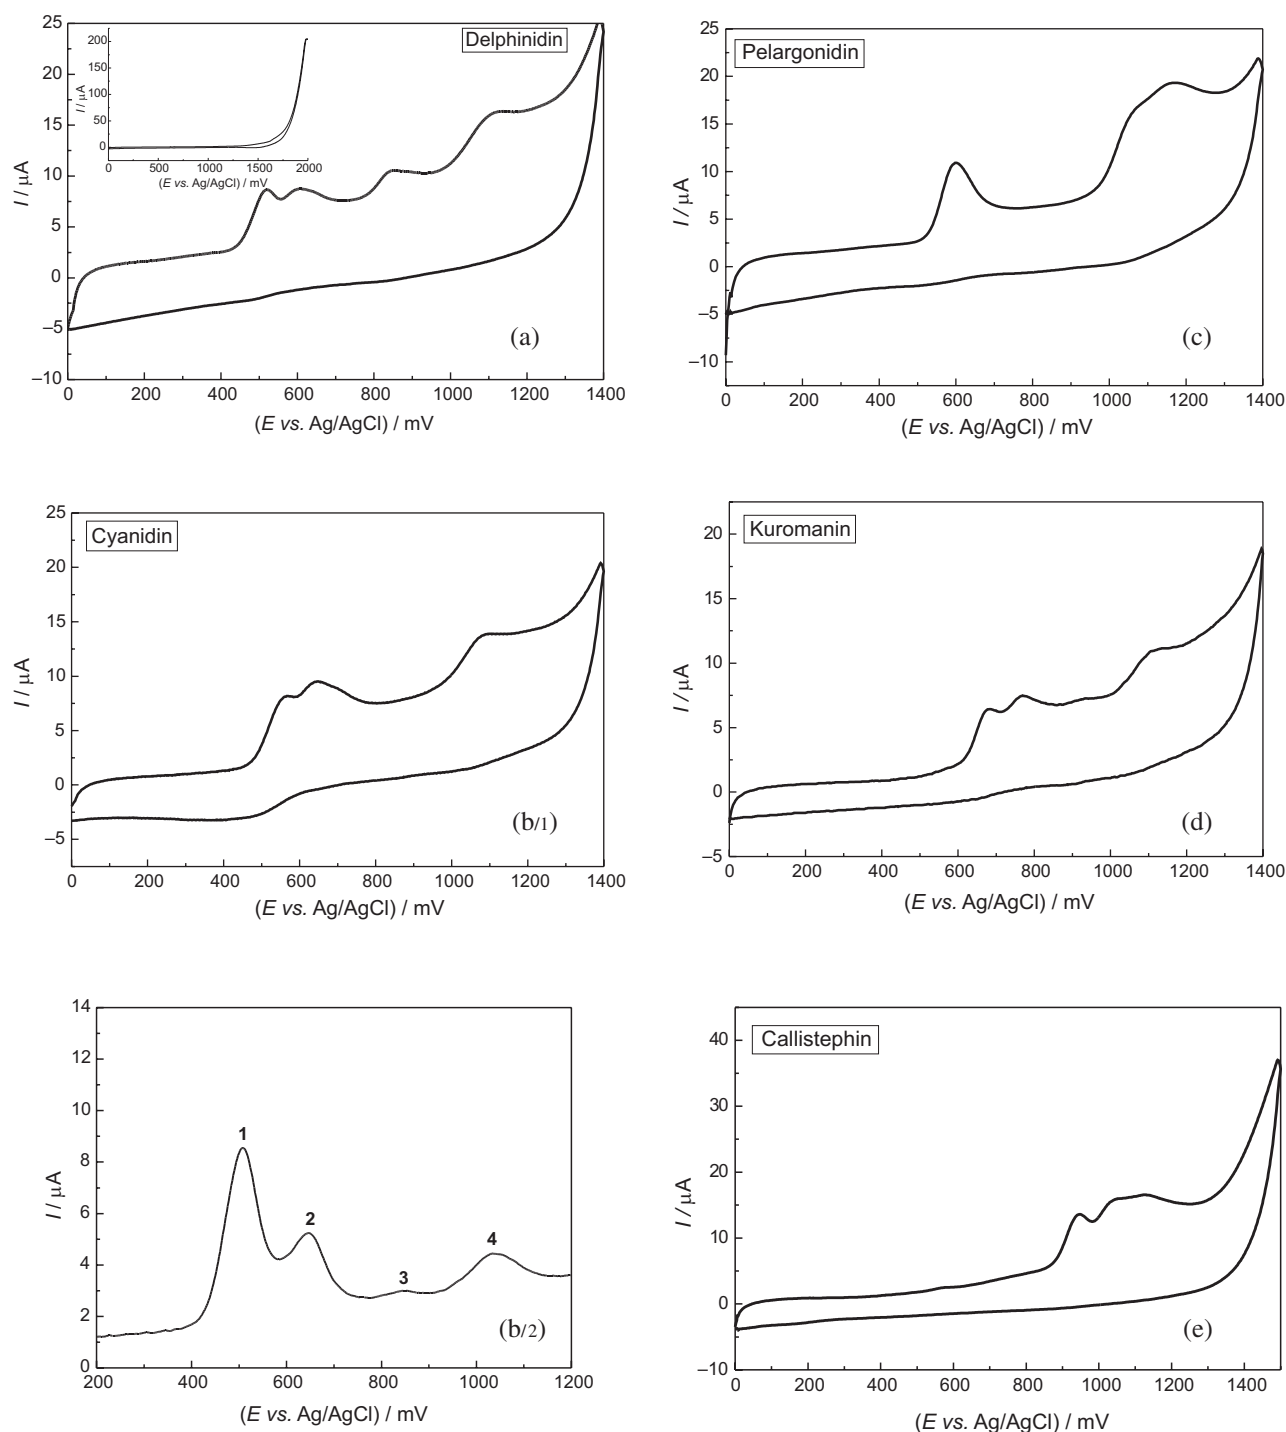 25
20
15
10
5
0
–5
–10
I / μA
200
150
100
50
0
I / μA
0 500 1000 1500 2000
(E vs. Ag/AgCl) / mV
Delphinidin
(a)
0 200 400 600 800 1000 1200 1400
(E vs. Ag/AgCl) / mV
25
20
15
10
5
0
–5
–10
I / μA
Pelargonidin
(c)
0 200 400 600 800 1000 1200 1400
(E vs. Ag/AgCl) / mV
25
20
15
10
5
0
–5
I / μA
Cyanidin
(b/1)
0 200 400 600 800 1000 1200 1400
(E vs. Ag/AgCl) / mV
20
15
10
5
0
–5
I / μA
Kuromanin
(d)
0 200 400 600 800 1000 1200 1400
(E vs. Ag/AgCl) / mV
14
12
10
8
6
4
2
0
I / μA
1
2
3
4
(b/2)
200 400 600 800 1000 1200
(E vs. Ag/AgCl) / mV
40
30
20
10
0
–10
I / μA
Callistephin
(e)
0 200 400 600 800 1000 1200 1400
(E vs. Ag/AgCl) / mV